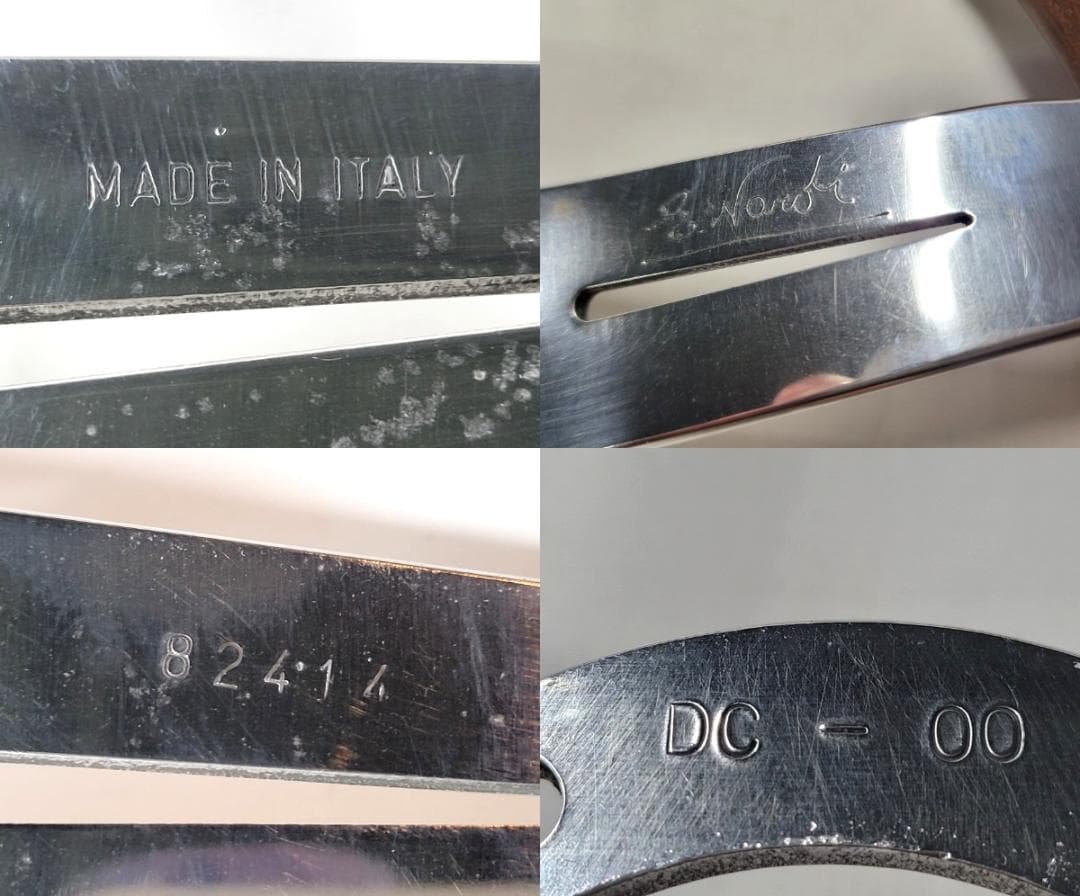 MADE IN ITALY
Nardi
82414
DC - 00